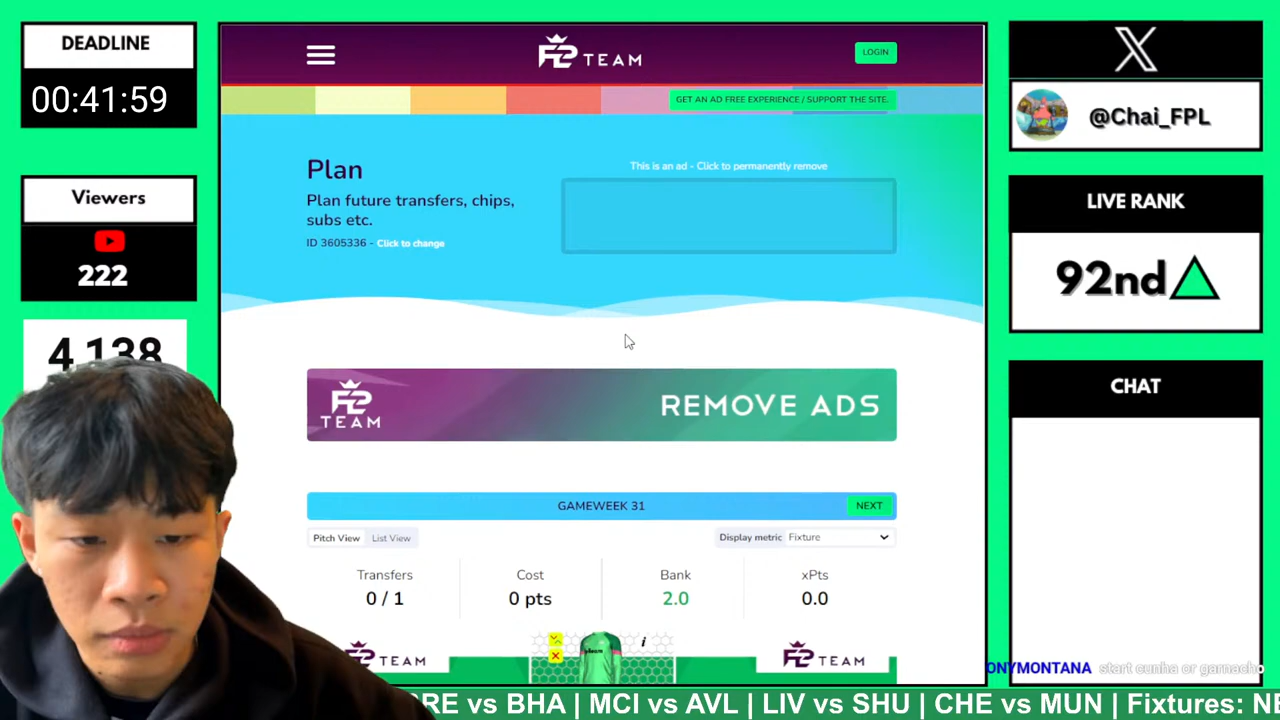 DEADLINE
00:41:59
Viewers
222
4,138
TEAM
LOGIN
GET AN AD FREE EXPERIENCE / SUPPORT THE SITE.
Plan
Plan future transfers, chips,
subs etc.
ID 3605336 - Click to change
This is an ad - Click to permanently remove
TEAM
REMOVE ADS
GAMEWEEK 31
NEXT
Pitch View List View
Display metric Fixture
Transfers
0 / 1
Cost
0 pts
Bank
2.0
xPts
0.0
TEAM
i
TEAM
X
@Chai_FPL
LIVE RANK
92nd
CHAT
ONYMONTANA start cunha or garnacho
RE vs BHA | MCI vs AVL | LIV vs SHU | CHE vs MUN | Fixtures: NE